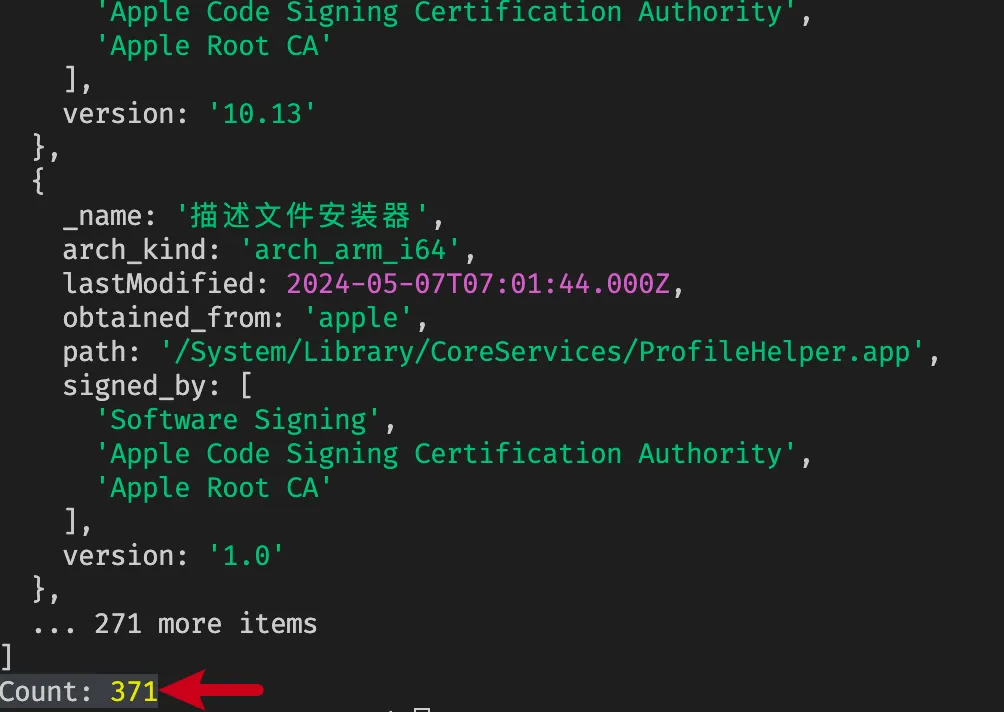 'Apple Code Signing Certification Authority',
'Apple Root CA'
],
version: '10.13'
},
{
_name: '描述文件安装器',
arch_kind: 'arch_arm_i64',
lastModified: 2024-05-07T07:01:44.000Z,
obtained_from: 'apple',
path: '/System/Library/CoreServices/ProfileHelper.app',
signed_by: [
'Software Signing',
'Apple Code Signing Certification Authority',
'Apple Root CA'
],
version: '1.0'
},
... 271 more items
]
Count: 371